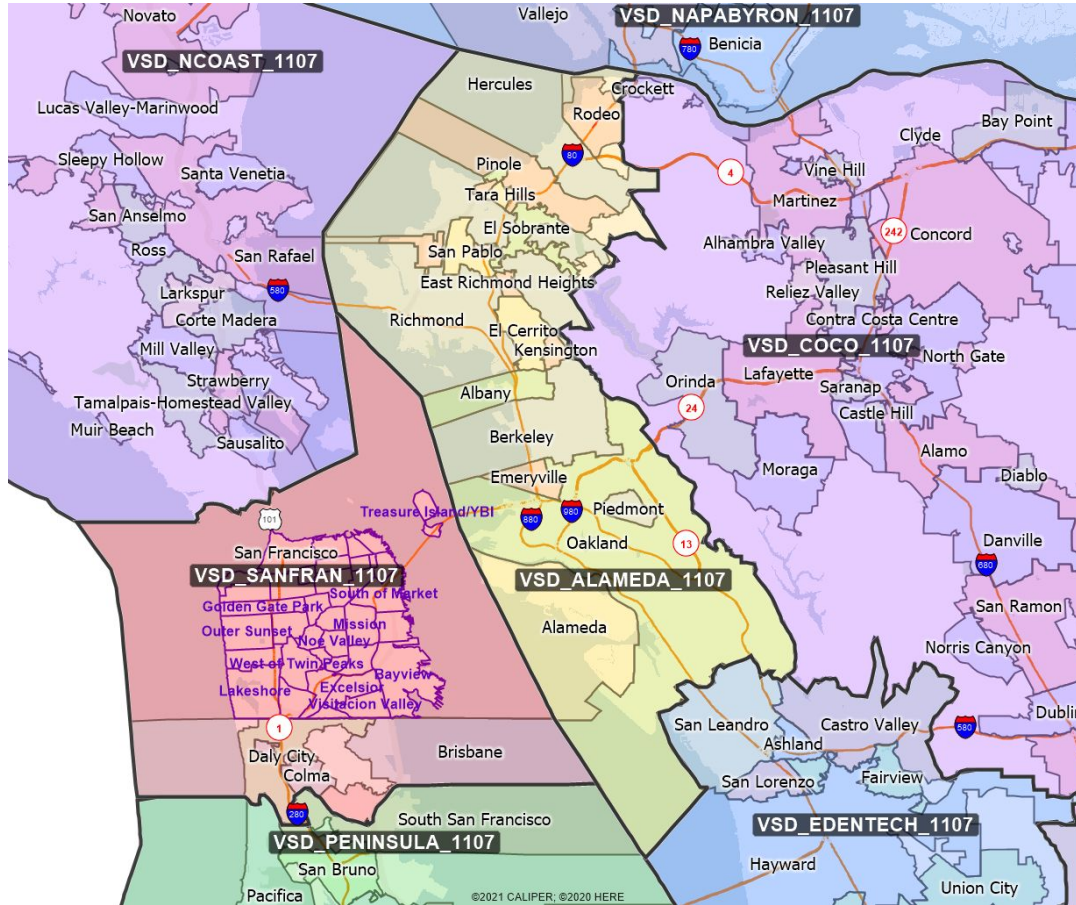 Novato
VSD_NCOAST_1107
Vallejo
VSD_NAPABYRON_1107
780
Benicia
Lucas Valley-Marinwood
Hercules
Crockett
Rodeo
Bay Point
Clyde
Sleepy Hollow
Santa Venetia
Pinole
80
4
Vine Hill
Tara Hills
Martinez
San Anselmo
El Sobrante
242
Concord
Ross
San Rafael
San Pablo
Alhambra Valley
Pleasant Hill
580
Larkspur
East Richmond Heights
Reliez Valley
Corte Madera
Richmond
El Cerrito
Contra Costa Centre
Mill Valley
Kensington
VSD_COCO_1107
North Gate
Strawberry
Lafayette
Orinda
Saranap
Tamalpais-Homestead Valley
Albany
24
Castle Hill
Muir Beach
Sausalito
Berkeley
Alamo
Emeryville
Moraga
Diablo
Treasure Island/YBI
101
880
980
Piedmont
San Francisco
Oakland
13
Danville
VSD_SANFRAN_1107
VSD_ALAMEDA_1107
680
South of Market
Golden Gate Park
San Ramon
Outer Sunset
Mission
Noe Valley
Alameda
Norris Canyon
West of Twin Peaks
Bayview
Lakeshore
Excelsior
Visitacion Valley
Dublin
1
San Leandro
Castro Valley
580
Ashland
Daly City
Brisbane
Colma
San Lorenzo
Fairview
280
South San Francisco
VSD_EDENTECH_1107
VSD_PENINSULA_1107
Hayward
San Bruno
Union City
Pacifica
©2021 CALIPER; ©2020 HERE